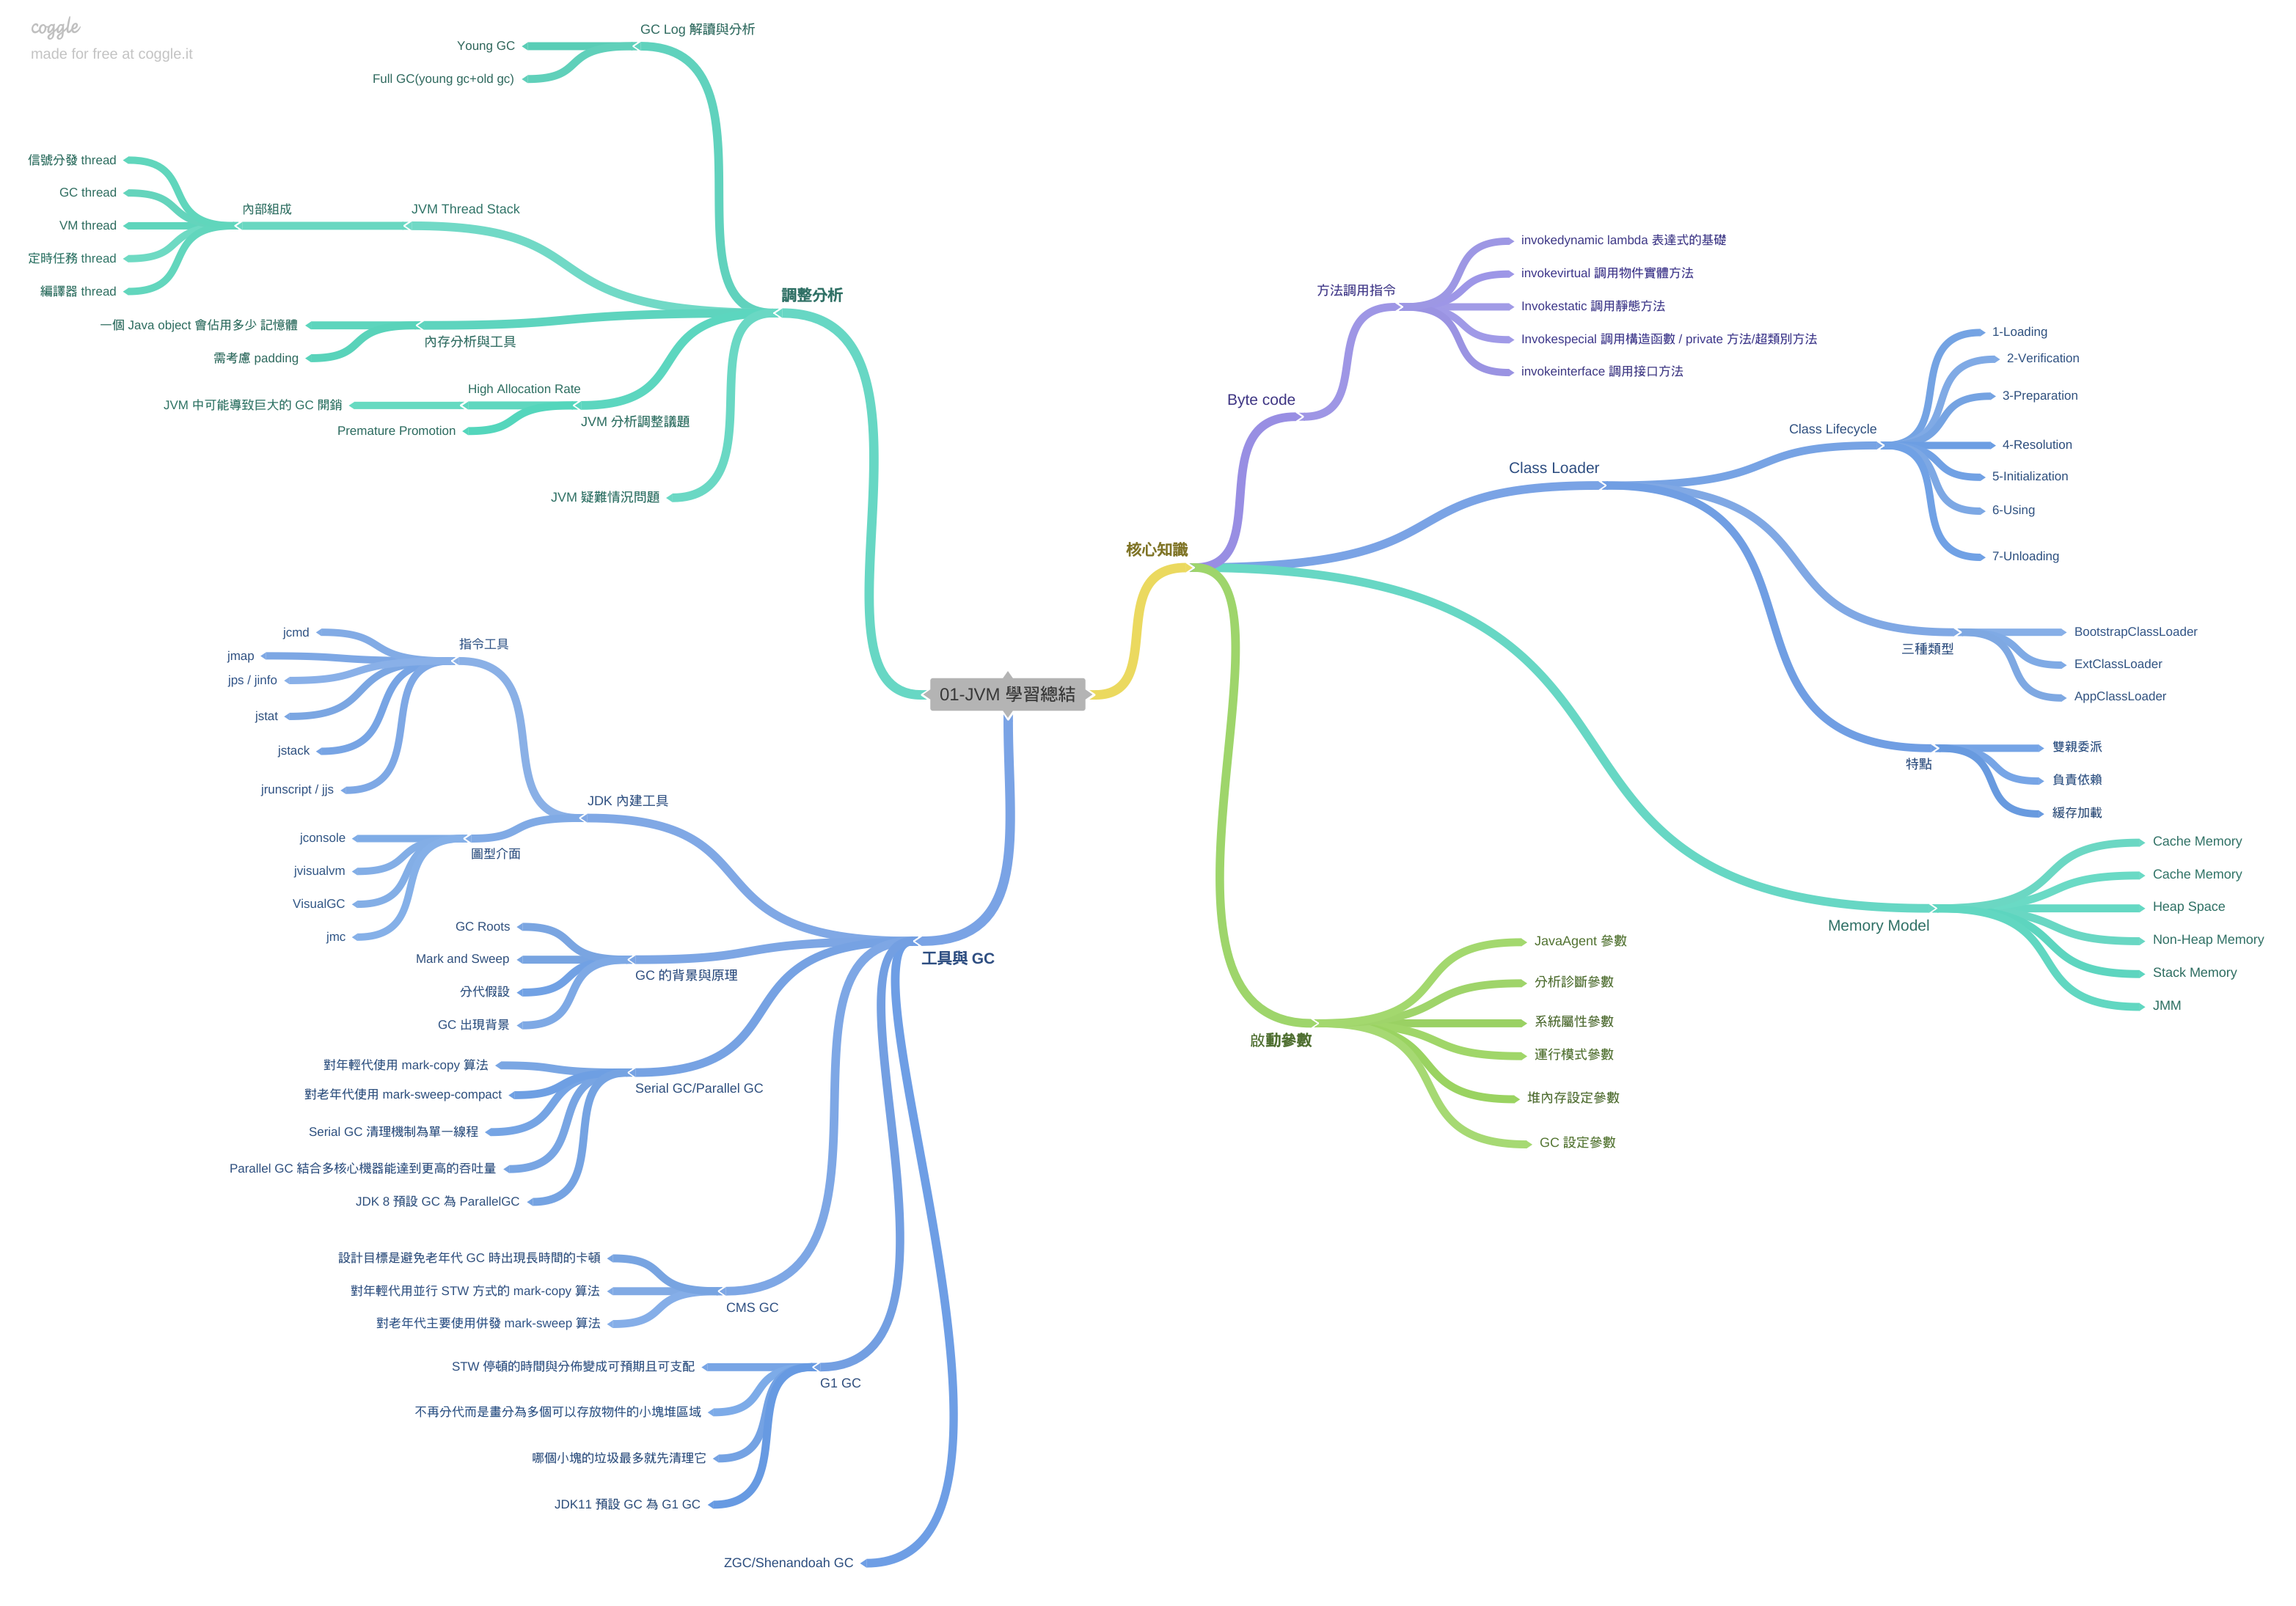 coggle
made for free at coggle.it
01-JVM 學習總結
調整分析
GC Log 解讀與分析
Young GC
Full GC(young gc+old gc)
JVM Thread Stack
內部組成
信號分發 thread
GC thread
VM thread
定時任務 thread
編譯器 thread
內存分析與工具
一個 Java object 會佔用多少 記憶體
需考慮 padding
JVM 分析調整議題
High Allocation Rate
JVM 中可能導致巨大的 GC 開銷
Premature Promotion
JVM 疑難情況問題
核心知識
Byte code
方法調用指令
invokedynamic lambda 表達式的基礎
invokevirtual 調用物件實體方法
Invokestatic 調用靜態方法
Invokespecial 調用構造函數 / private 方法/超類別方法
invokeinterface 調用接口方法
Class Loader
Class Lifecycle
1-Loading
2-Verification
3-Preparation
4-Resolution
5-Initialization
6-Using
7-Unloading
三種類型
BootstrapClassLoader
ExtClassLoader
AppClassLoader
特點
雙親委派
負責依賴
緩存加載
Memory Model
Cache Memory
Cache Memory
Heap Space
Non-Heap Memory
Stack Memory
JMM
啟動參數
JavaAgent 參數
分析診斷參數
系統屬性參數
運行模式參數
堆內存設定參數
GC 設定參數
工具與 GC
JDK 內建工具
指令工具
jcmd
jmap
jps / jinfo
jstat
jstack
jrunscript / jjs
圖型介面
jconsole
jvisualvm
VisualGC
jmc
GC 的背景與原理
GC Roots
Mark and Sweep
分代假設
GC 出現背景
Serial GC/Parallel GC
對年輕代使用 mark-copy 算法
對老年代使用 mark-sweep-compact
Serial GC 清理機制為單一線程
Parallel GC 結合多核心機器能達到更高的吞吐量
JDK 8 預設 GC 為 ParallelGC
CMS GC
設計目標是避免老年代 GC 時出現長時間的卡頓
對年輕代用並行 STW 方式的 mark-copy 算法
對老年代主要使用併發 mark-sweep 算法
G1 GC
STW 停頓的時間與分佈變成可預期且可支配
不再分代而是畫分為多個可以存放物件的小塊堆區域
哪個小塊的垃圾最多就先清理它
JDK11 預設 GC 為 G1 GC
ZGC/Shenandoah GC